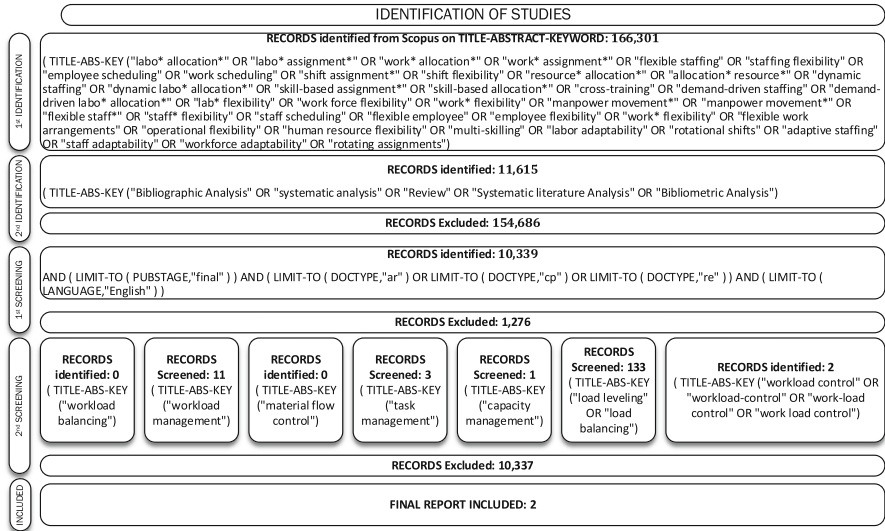 IDENTIFICATION OF STUDIES
1st IDENTIFICATION
RECORDS identified from Scopus on TITLE-ABSTRACT-KEYWORD: 166,301
( TITLE-ABS-KEY ("labo* allocation*" OR "labo* assignment*" OR "work* allocation*" OR "work* assignment*" OR "flexible staffing" OR "staffing flexibility" OR
"employee scheduling" OR "work scheduling" OR "shift assignment*" OR "shift flexibility" OR "resource* allocation*" OR "allocation* resource*" OR "dynamic
staffing" OR "dynamic labo* allocation*" OR "skill-based assignment*" OR "skill-based allocation*" OR "cross-training" OR "demand-driven staffing" OR "demand-
driven labo* allocation*" OR "lab* flexibility" OR "work force flexibility" OR "work* flexibility" OR "manpower movement*" OR "manpower movement*" OR
"flexible staff*" OR "staff* flexibility" OR "staff scheduling" OR "flexible employee" OR "employee flexibility" OR "work* flexibility" OR "flexible work
arrangements" OR "operational flexibility" OR "human resource flexibility" OR "multi-skilling" OR "labor adaptability" OR "rotational shifts" OR "adaptive staffing"
OR "staff adaptability" OR "workforce adaptability" OR "rotating assignments")
2nd IDENTIFICATION
RECORDS identified: 11,615
( TITLE-ABS-KEY ("Bibliographic Analysis" OR "systematic analysis" OR "Review" OR "Systematic literature Analysis" OR "Bibliometric Analysis")
RECORDS Excluded: 154,686
1st SCREENING
RECORDS identified: 10,339
AND ( LIMIT-TO ( PUBSTAGE,"final" ) ) AND ( LIMIT-TO ( DOCTYPE,"ar" ) OR LIMIT-TO ( DOCTYPE,"cp" ) OR LIMIT-TO ( DOCTYPE,"re" ) ) AND ( LIMIT-TO (
LANGUAGE,"English" ) )
RECORDS Excluded: 1,276
2nd SCREENING
RECORDS
identified: 0
( TITLE-ABS-KEY
("workload
balancing")
RECORDS
Screened: 11
( TITLE-ABS-KEY
("workload
management")
RECORDS
identified: 0
( TITLE-ABS-KEY
("material flow
control")
RECORDS
Screened: 3
( TITLE-ABS-KEY
("task
management")
RECORDS
Screened: 1
( TITLE-ABS-KEY
("capacity
management")
RECORDS
Screened: 133
( TITLE-ABS-KEY
("load leveling"
OR "load
balancing")
RECORDS identified: 2
( TITLE-ABS-KEY ("workload control" OR
"workload-control" OR "work-load
control" OR "work load control")
RECORDS Excluded: 10,337
INCLUDED
FINAL REPORT INCLUDED: 2